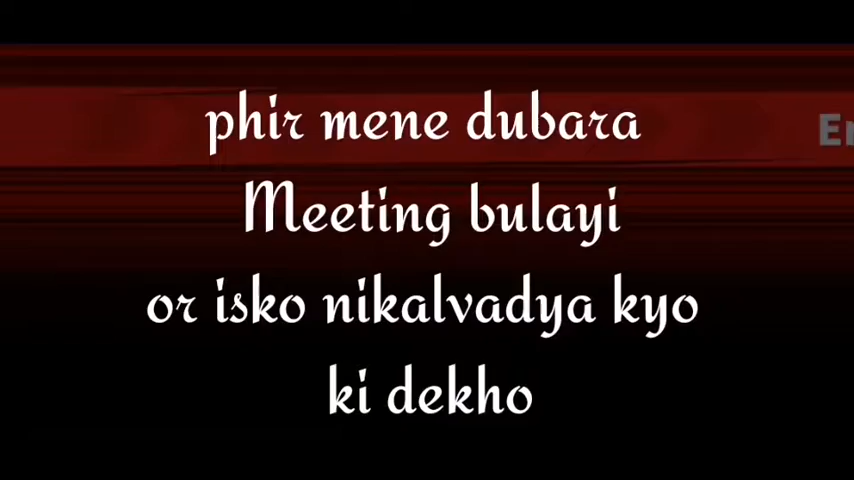 phir mene dubara
Meeting bulayi
or isko nikalvadya kyo
ki dekho